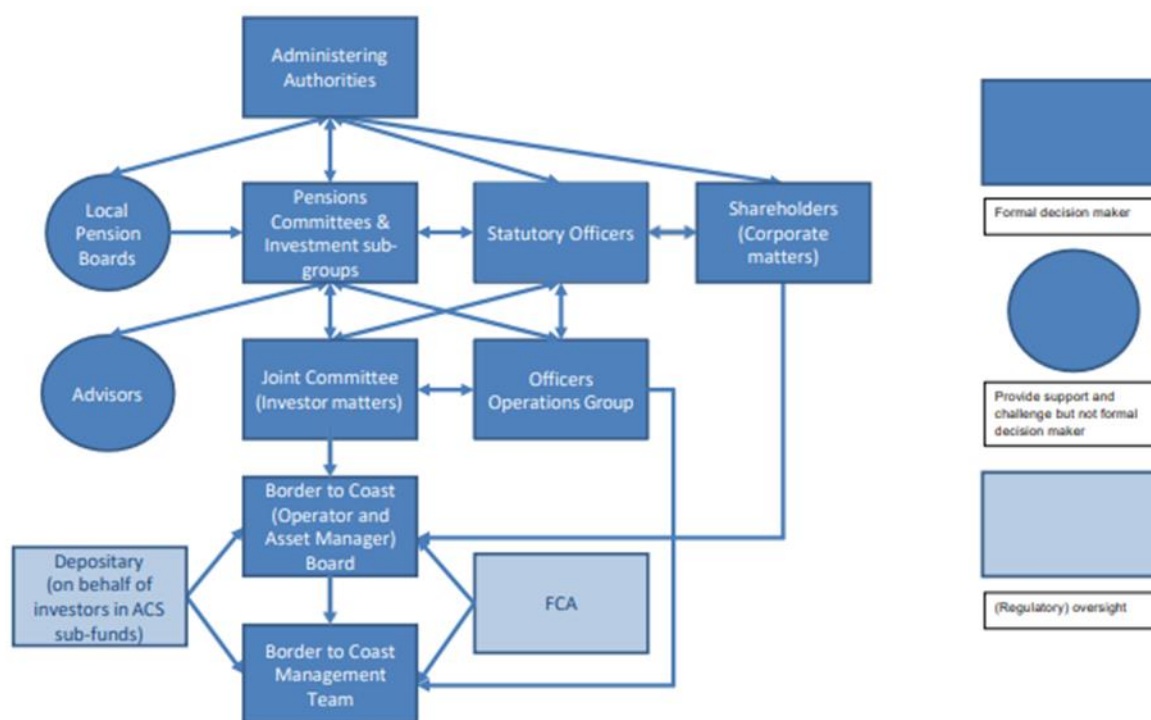 Administering
Authorities
Local
Pension
Boards
Pensions
Committees &
Investment sub-
groups
Statutory Officers
Shareholders
(Corporate
matters)
Formal decision maker
Advisors
Joint Committee
(Investor matters)
Officers
Operations Group
Provide support and
challenge but not formal
decision maker
Border to Coast
(Operator and
Asset Manager)
Board
Depositary
(on behalf of
investors in ACS
sub-funds)
FCA
(Regulatory) oversight
Border to Coast
Management
Team